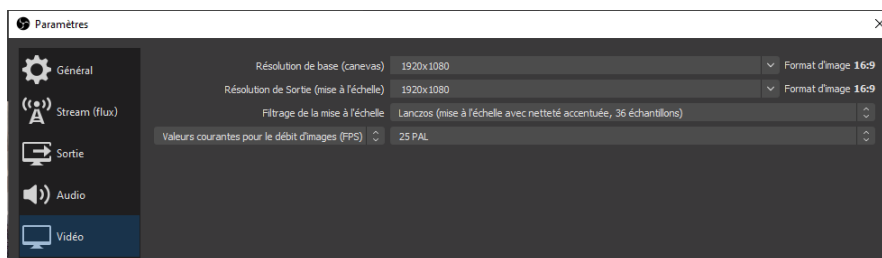 Paramètres
Général
Stream (flux)
Sortie
Audio
Vidéo
Résolution de base (canevas) 1920x1080 Format d'image 16:9
Résolution de Sortie (mise à l'échelle) 1920x1080 Format d'image 16:9
Filtrage de la mise à l'échelle Lanczos (mise à l'échelle avec netteté accentuée, 36 échantillons)
Valeurs courantes pour le débit d'images (FPS) 25 PAL